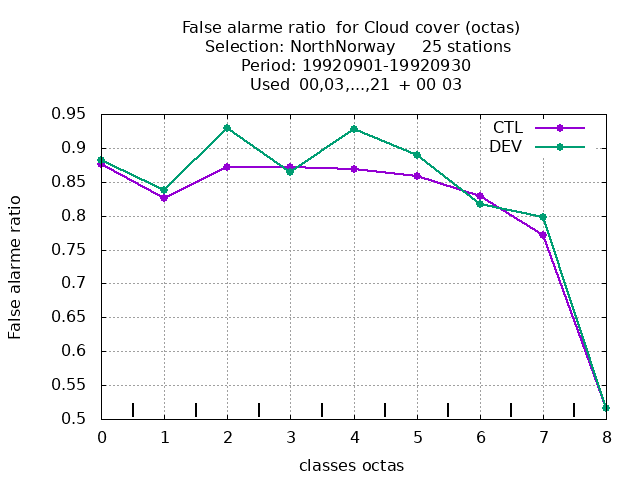 False alarme ratio  for Cloud cover (octas)
Selection: NorthNorway     25 stations
Period: 19920901-19920930
Used  00,03,...,21  + 00 03
CTL
DEV
0.95
0.9
0.85
0.8
0.75
0.7
0.65
0.6
0.55
0.5
False alarme ratio
0 1 2 3 4 5 6 7 8
classes octas